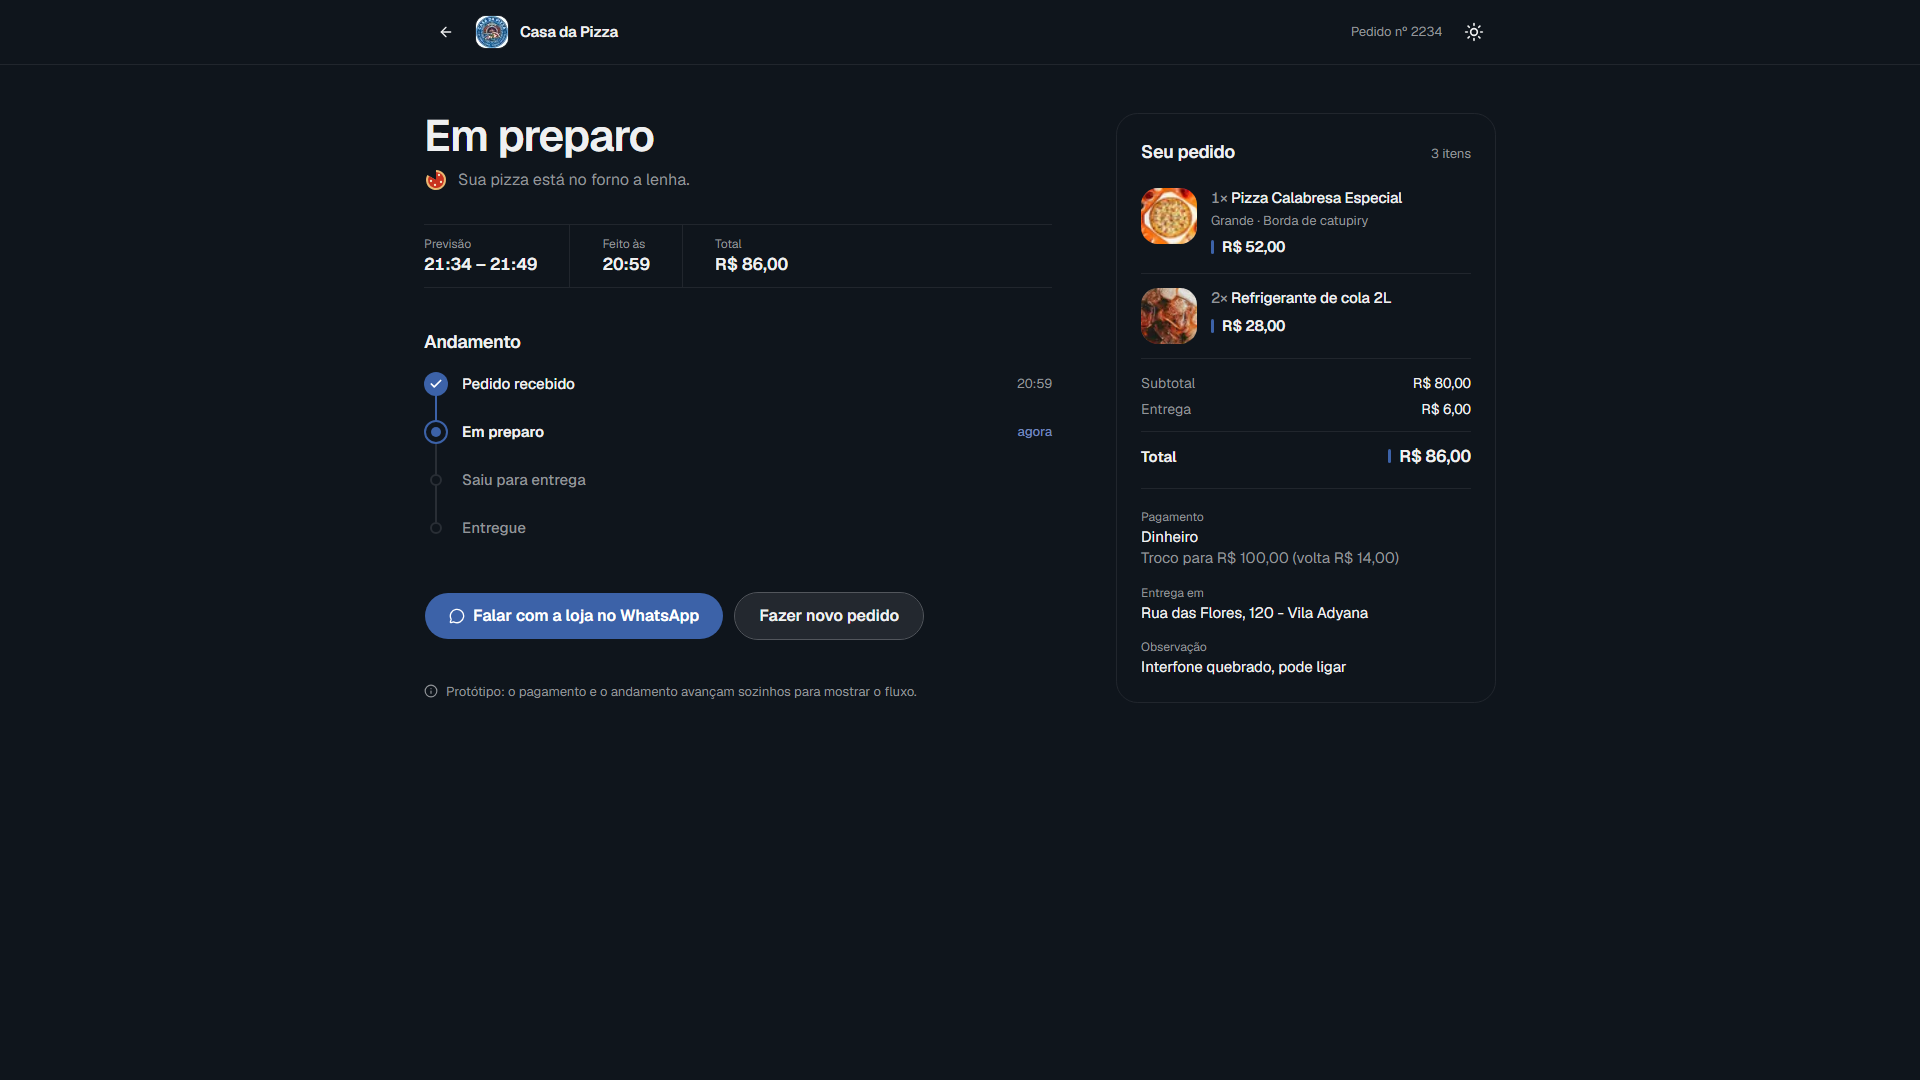 Casa da Pizza
Pedido nº 2234
Em preparo
Sua pizza está no forno a lenha.
Previsão
21:34 – 21:49
Feito às
20:59
Total
R$ 86,00
Andamento
Pedido recebido
20:59
Em preparo
agora
Saiu para entrega
Entregue
Falar com a loja no WhatsApp
Fazer novo pedido
Protótipo: o pagamento e o andamento avançam sozinhos para mostrar o fluxo.
Seu pedido
3 itens
1× Pizza Calabresa Especial
Grande · Borda de catupiry
R$ 52,00
2× Refrigerante de cola 2L
R$ 28,00
Subtotal
R$ 80,00
Entrega
R$ 6,00
Total
R$ 86,00
Pagamento
Dinheiro
Troco para R$ 100,00 (volta R$ 14,00)
Entrega em
Rua das Flores, 120 - Vila Adyana
Observação
Interfone quebrado, pode ligar